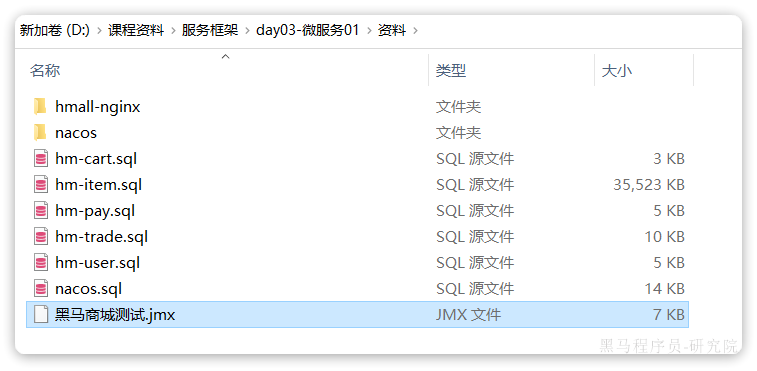 新加卷 (D:) › 课程资料 › 服务框架 › day03-微服务01 › 资料 ›
名称 类型 大小
hmall-nginx 文件夹
nacos 文件夹
hm-cart.sql SQL 源文件 3 KB
hm-item.sql SQL 源文件 35,523 KB
hm-pay.sql SQL 源文件 5 KB
hm-trade.sql SQL 源文件 10 KB
hm-user.sql SQL 源文件 5 KB
nacos.sql SQL 源文件 14 KB
黑马商城测试.jmx JMX 文件 7 KB
黑马程序员-研究院